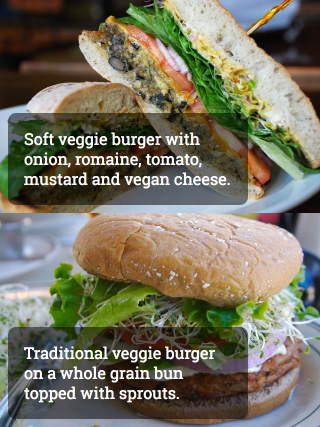 Soft veggie burger with
onion, romaine, tomato,
mustard and vegan cheese.
Traditional veggie burger
on a whole grain bun
topped with sprouts.